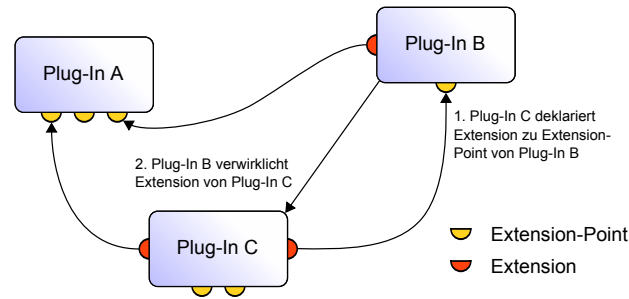 Plug-In B
Plug-In A
1. Plug-In C deklariert
Extension zu Extension-
Point von Plug-In B
2. Plug-In B verwirklicht
Extension von Plug-In C
Plug-In C
Extension-Point
Extension